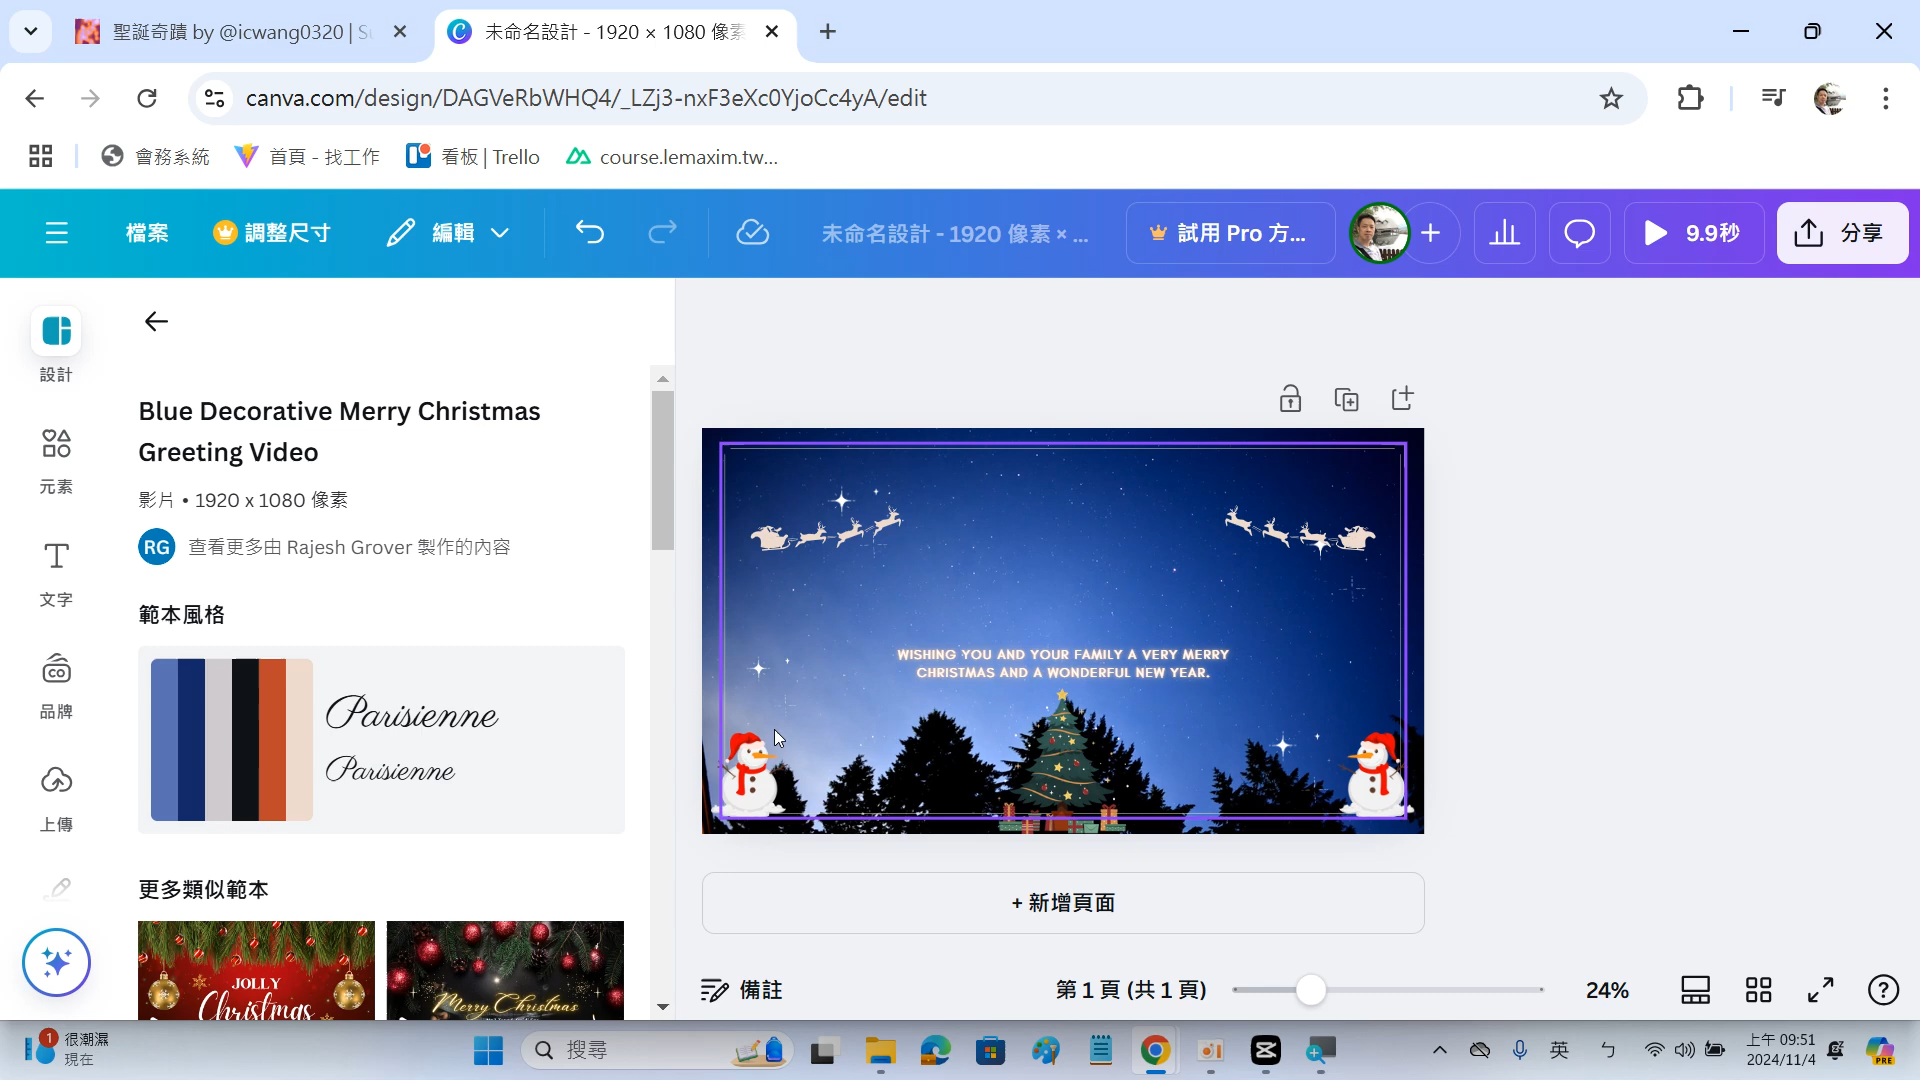 聖誕奇蹟 by @icwang0320 | S
未命名設計 - 1920 × 1080 像素
canva.com/design/DAGVeRbWHQ4/_LZj3-nxF3eXc0YjoCc4yA/edit
會務系統
首頁 - 找工作
看板 | Trello
course.lemaxim.tw...
檔案
調整尺寸
編輯
未命名設計 - 1920 像素 × ...
試用 Pro 方...
9.9秒
分享
設計
元素
文字
品牌
上傳
Blue Decorative Merry Christmas
Greeting Video
影片 • 1920 x 1080 像素
RG
查看更多由 Rajesh Grover 製作的內容
範本風格
Parisienne
Parisienne
更多類似範本
JOLLY
Christmas
Merry Christmas
WISHING YOU AND YOUR FAMILY A VERY MERRY
CHRISTMAS AND A WONDERFUL NEW YEAR.
+ 新增頁面
備註
第 1 頁 (共 1 頁)
24%
1
很潮濕
現在
搜尋
英
ㄅ
上午 09:51
2024/11/4
PRE